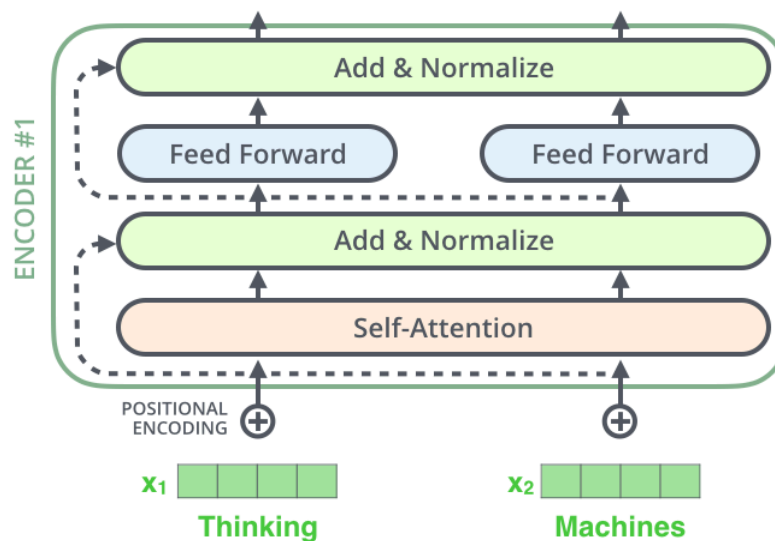 ENCODER #1
Add & Normalize
Feed Forward
Feed Forward
Add & Normalize
Self-Attention
POSITIONAL
ENCODING
x1
x2
Thinking
Machines